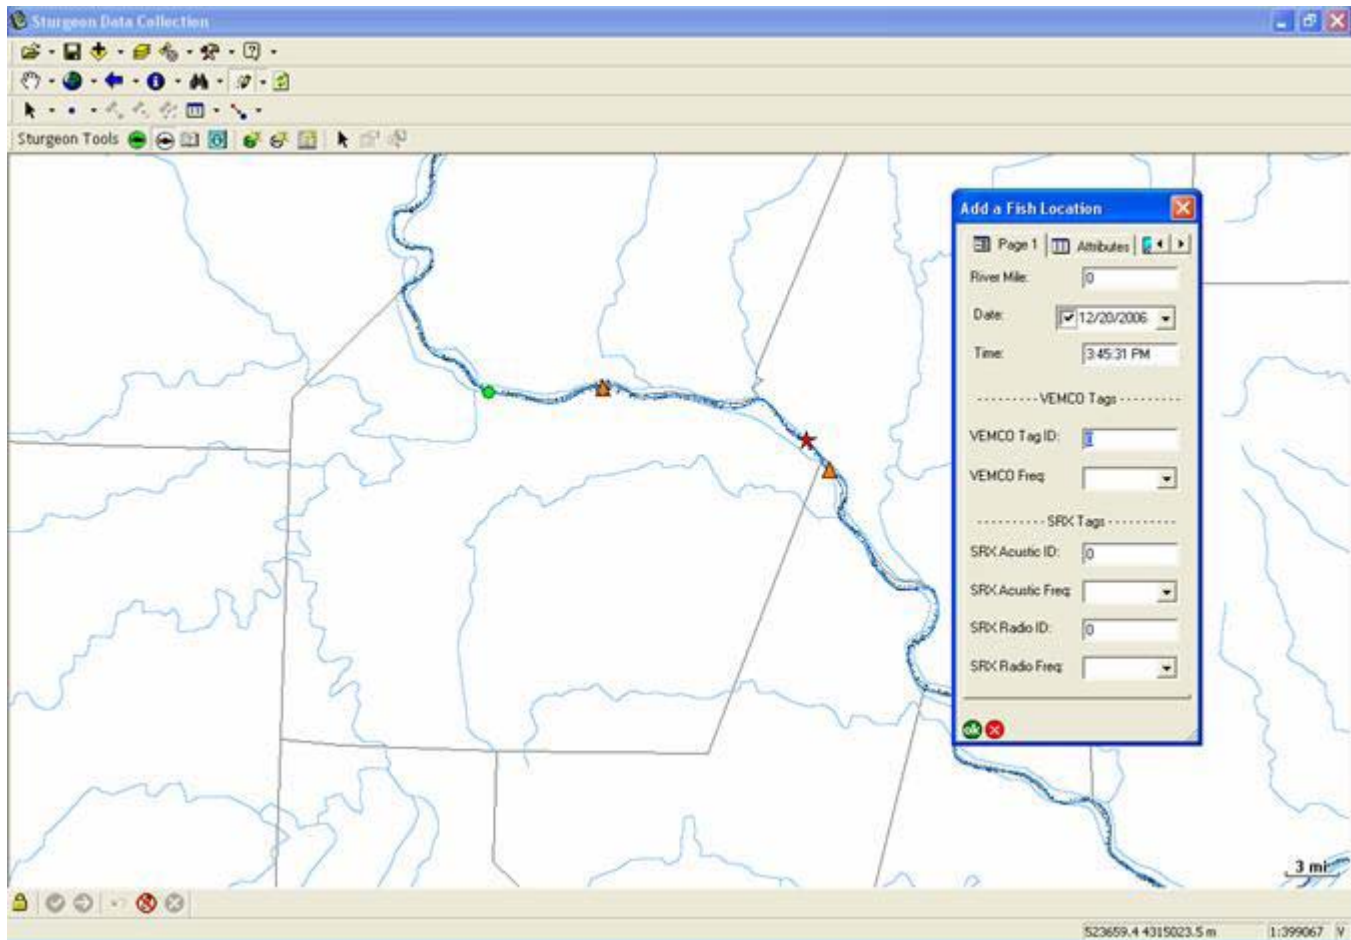 Sturgeon Data Collection
Sturgeon Tools
Add a Fish Location
Page 1
Attributes
River Mile:
0
Date:
12/20/2006
Time:
3:45:31 PM
---------VEMCO Tags---------
VEMCO Tag ID:
0
VEMCO Freq:
----------SRX Tags----------
SRX Acustic ID:
0
SRX Acustic Freq:
SRX Radio ID:
0
SRX Radio Freq:
ok
3 mi
523659.4 4315023.5 m
1:399067
V